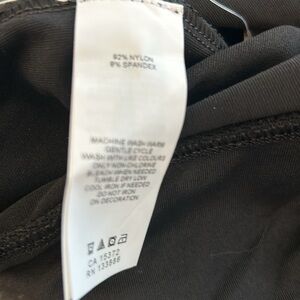 92% NYLON
8% SPANDEX
MACHINE WASH WARM
GENTLE CYCLE
WASH WITH LIKE COLOURS
ONLY NON-CHLORINE
BLEACH WHEN NEEDED
TUMBLE DRY LOW
COOL IRON IF NEEDED
DO NOT IRON
ON DECORATION
CA 15372
RN 133888